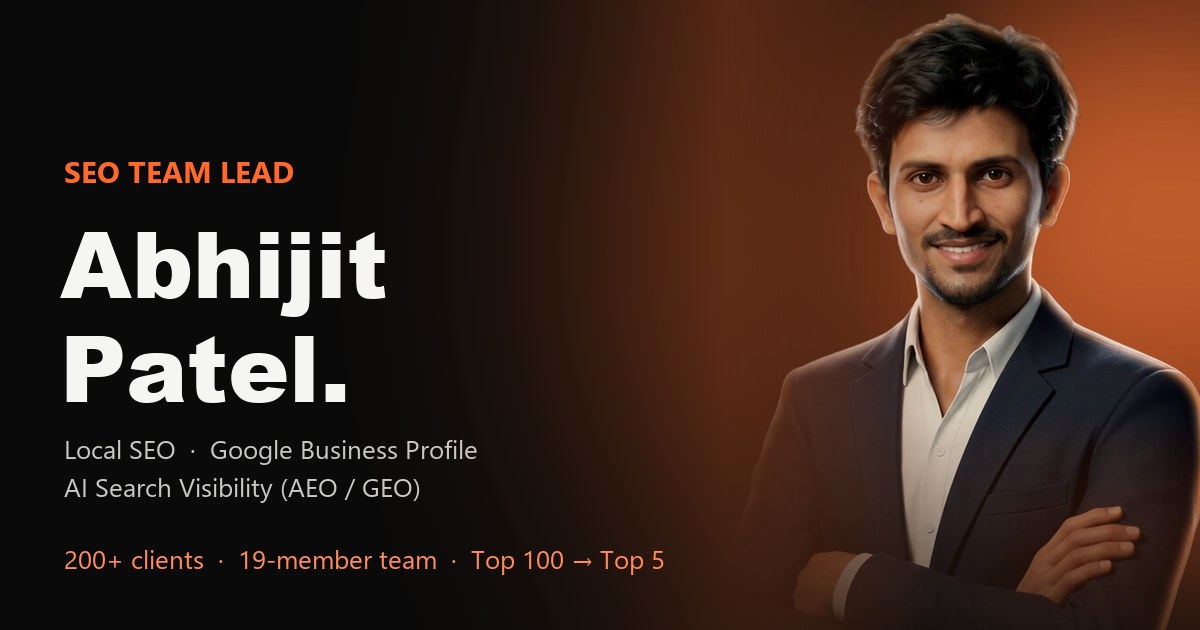 SEO TEAM LEAD
Abhijit
Patel.
Local SEO · Google Business Profile
AI Search Visibility (AEO / GEO)
200+ clients · 19-member team · Top 100 → Top 5